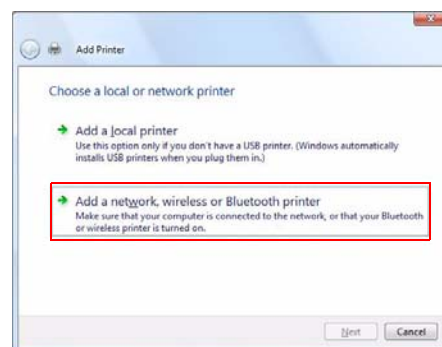 Add Printer
Choose a local or network printer
Add a local printer
Use this option only if you don't have a USB printer. (Windows automatically
installs USB printers when you plug them in.)
Add a network, wireless or Bluetooth printer
Make sure that your computer is connected to the network, or that your Bluetooth
or wireless printer is turned on.
Next
Cancel